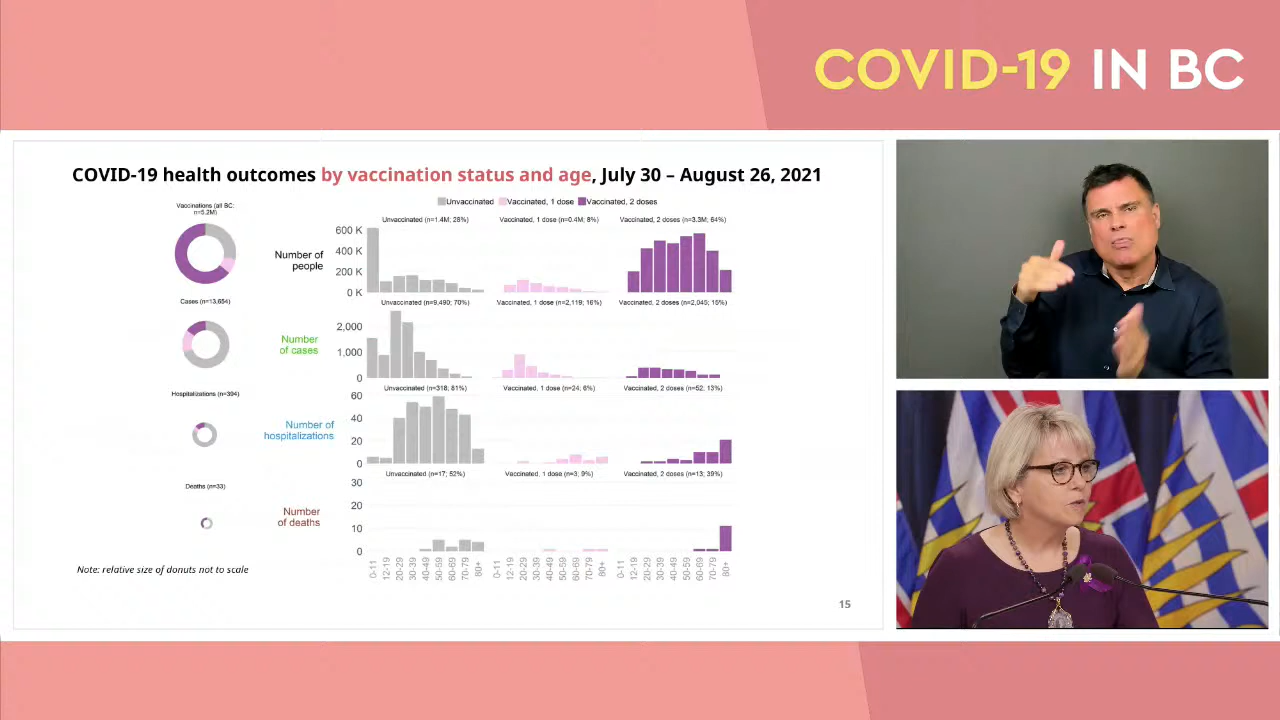 COVID-19 IN BC
COVID-19 health outcomes by vaccination status and age, July 30 – August 26, 2021
Unvaccinated Vaccinated, 1 dose Vaccinated, 2 doses
Vaccinations (all BC:
n=5.2M)
Unvaccinated (n=1.4M; 28%) Vaccinated, 1 dose (n=0.4M; 8%) Vaccinated, 2 doses (n=3.3M, 64%)
Number of
people
600 K
400 K
200 K
0 K
Cases (n=13,654)
Unvaccinated (n=9,490; 70%) Vaccinated, 1 dose (n=2,119; 16%) Vaccinated, 2 doses (n=2,045; 15%)
Number
of cases
2,000
1,000
0
Hospitalizations (n=394)
Unvaccinated (n=318; 81%) Vaccinated, 1 dose (n=24; 6%) Vaccinated, 2 doses (n=52, 13%)
Number of
hospitalizations
60
40
20
0
Deaths (n=33)
Unvaccinated (n=17; 52%) Vaccinated, 1 dose (n=3; 9%) Vaccinated, 2 doses (n=13; 39%)
Number
of deaths
30
20
10
0
0-11 12-19 20-29 30-39 40-49 50-59 60-69 70-79 80+ 0-11 12-19 20-29 30-39 40-49 50-59 60-69 70-79 80+ 0-11 12-19 20-29 30-39 40-49 50-59 60-69 70-79 80+
Note: relative size of donuts not to scale
15